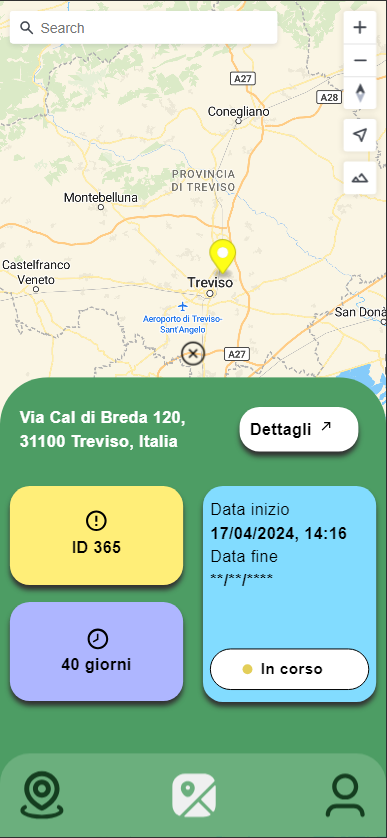 Search
A27
A28
Conegliano
PROVINCIA
DI TREVISO
Montebelluna
Castelfranco
Veneto
Treviso
Aeroporto di Treviso-
Sant'Angelo
San Donà
A27
Via Cal di Breda 120,
31100 Treviso, Italia
Dettagli
ID 365
40 giorni
Data inizio
17/04/2024, 14:16
Data fine
**/**/****
In corso